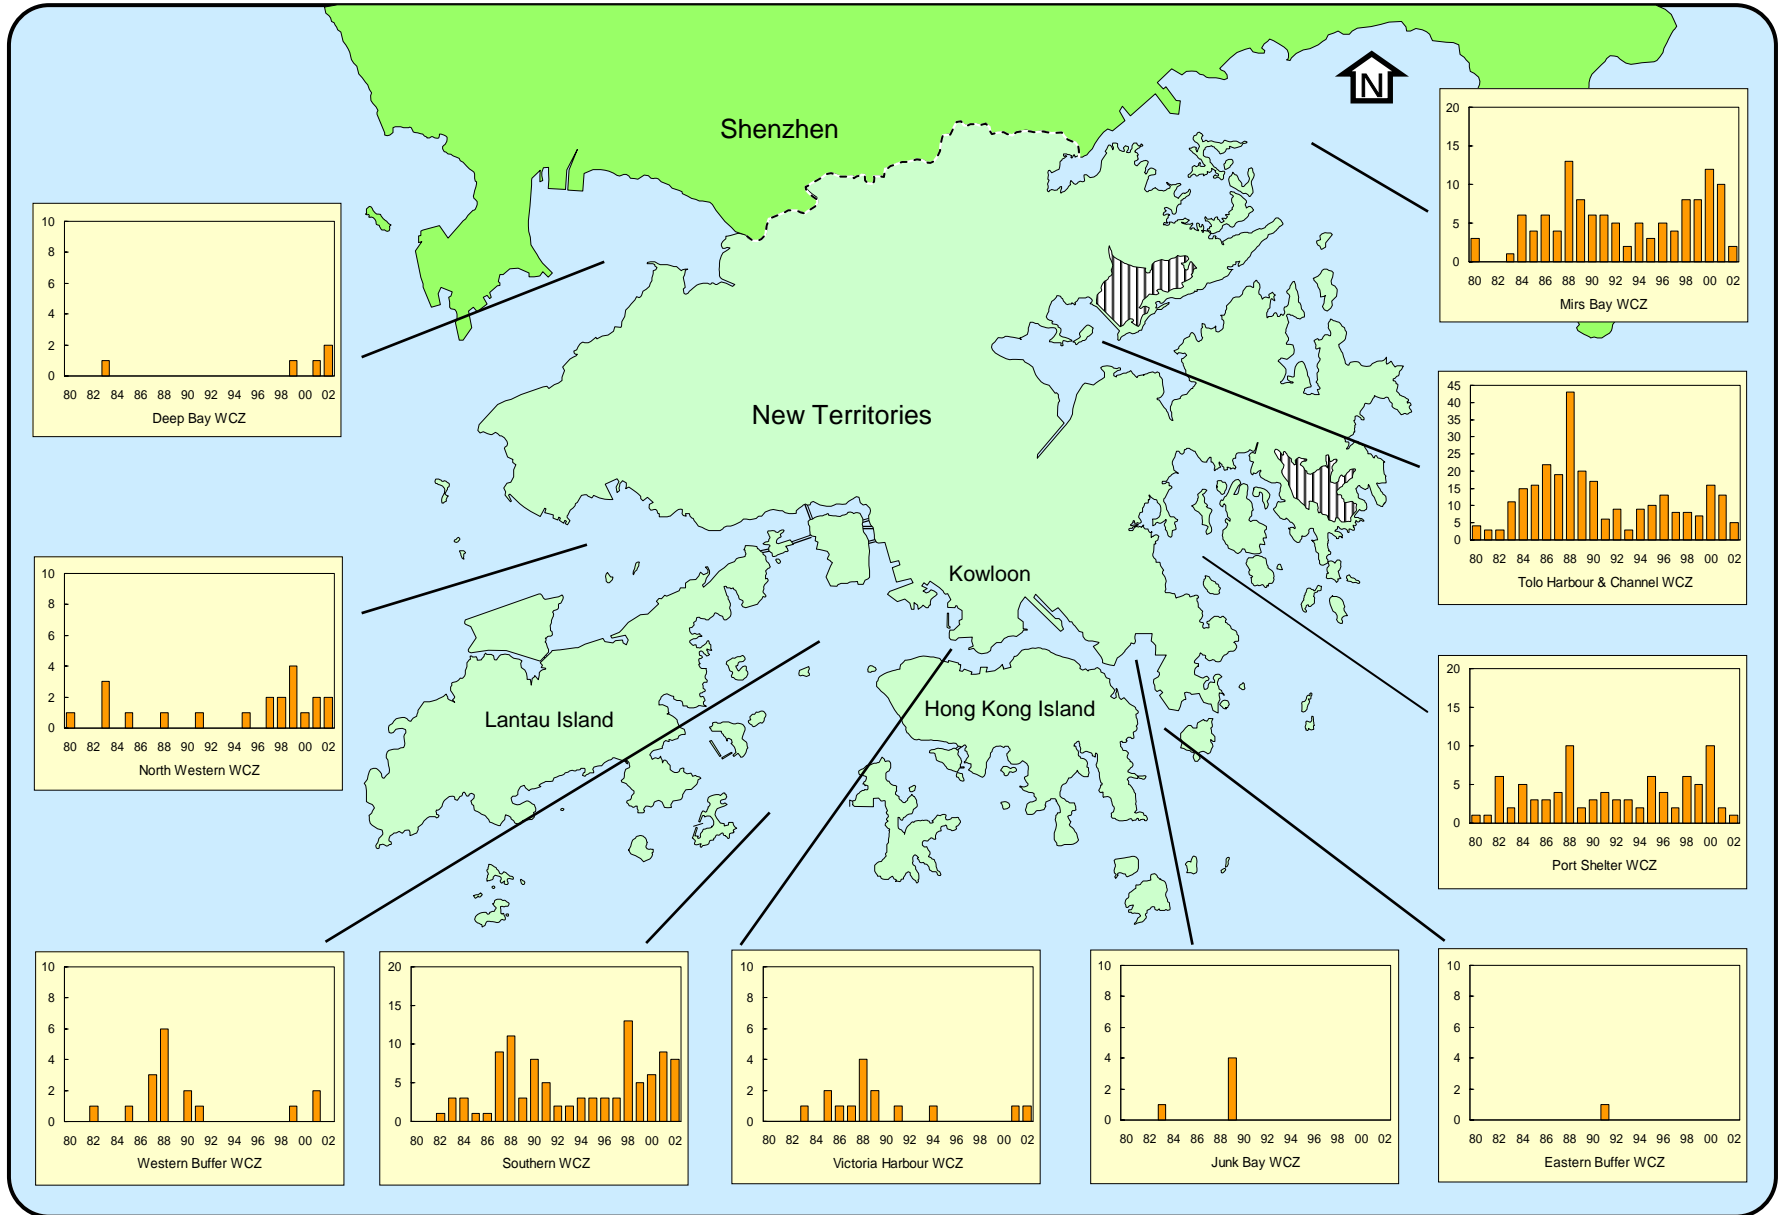 Shenzhen
N
New Territories
Kowloon
Lantau Island
Hong Kong Island
10
8
6
4
2
0
80 82 84 86 88 90 92 94 96 98 00 02
Deep Bay WCZ
10
8
6
4
2
0
80 82 84 86 88 90 92 94 96 98 00 02
North Western WCZ
20
15
10
5
0
80 82 84 86 88 90 92 94 96 98 00 02
Mirs Bay WCZ
45
40
35
30
25
20
15
10
5
0
80 82 84 86 88 90 92 94 96 98 00 02
Tolo Harbour & Channel WCZ
20
15
10
5
0
80 82 84 86 88 90 92 94 96 98 00 02
Port Shelter WCZ
10
8
6
4
2
0
80 82 84 86 88 90 92 94 96 98 00 02
Western Buffer WCZ
20
15
10
5
0
80 82 84 86 88 90 92 94 96 98 00 02
Southern WCZ
10
8
6
4
2
0
80 82 84 86 88 90 92 94 96 98 00 02
Victoria Harbour WCZ
10
8
6
4
2
0
80 82 84 86 88 90 92 94 96 98 00 02
Junk Bay WCZ
10
8
6
4
2
0
80 82 84 86 88 90 92 94 96 98 00 02
Eastern Buffer WCZ